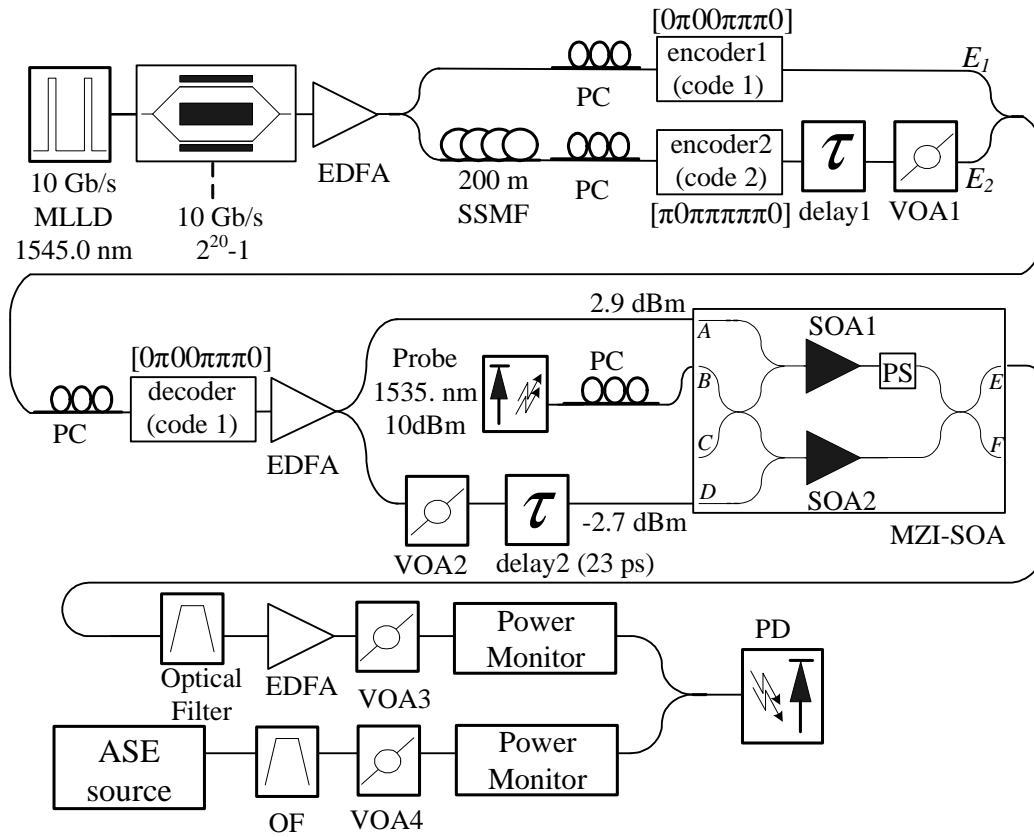 [0π00πππ0]
encoder1
(code 1)
PC
E1
10 Gb/s
MLLD
1545.0 nm
10 Gb/s
2^20-1
EDFA
200 m
SSMF
PC
encoder2
(code 2)
[π0πππππ0]
τ
delay1
VOA1
E2
PC
[0π00πππ0]
decoder
(code 1)
EDFA
2.9 dBm
Probe
1535. nm
10dBm
PC
VOA2
τ
delay2 (23 ps)
-2.7 dBm
A
B
C
D
SOA1
PS
SOA2
E
F
MZI-SOA
Optical
Filter
EDFA
VOA3
Power
Monitor
PD
ASE
source
OF
VOA4
Power
Monitor